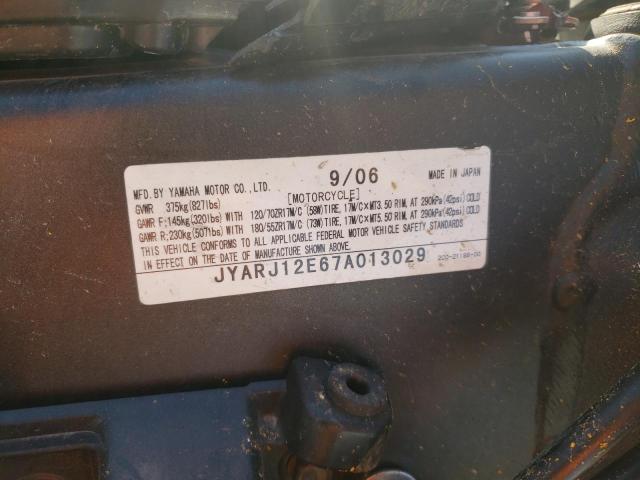 9/06
MFD.BY YAMAHA MOTOR CO.,LTD. MADE IN JAPAN
GVWR 375kg(827lbs) [MOTORCYCLE]
GAWR F:145kg(320lbs)WITH 120/70ZR17M/C (58W)TIRE, 17M/C×MT3.50 RIM, AT 290kPa(42psi)COLD
GAWR R:230kg(507lbs)WITH 180/55ZR17M/C (73W)TIRE, 17M/C×MT5.50 RIM, AT 290kPa(42psi)COLD
THIS VEHICLE CONFORMS TO ALL APPLICABLE FEDERAL MOTOR VEHICLE SAFETY STANDARDS
IN EFFECT ON THE DATE OF MANUFACTURE SHOWN ABOVE.
JYARJ12E67A013029